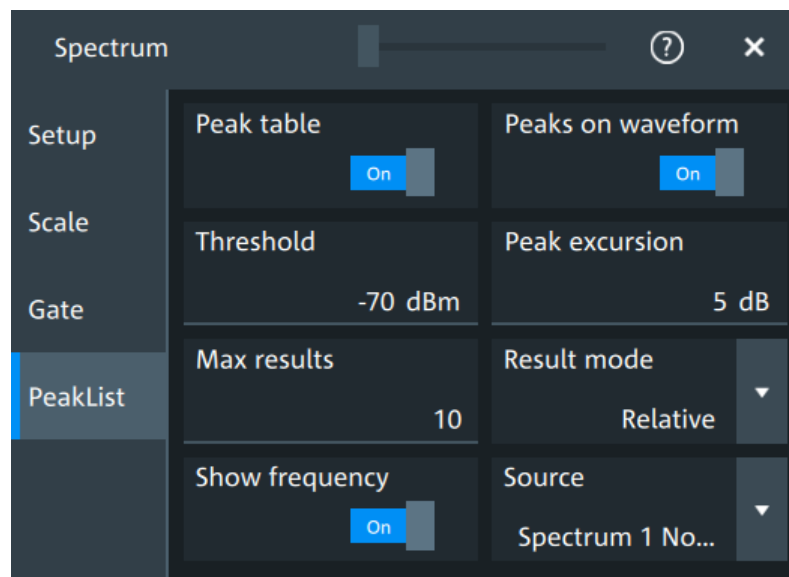 Spectrum
?
Setup
Scale
Gate
PeakList
Peak table
On
Peaks on waveform
On
Threshold
-70 dBm
Peak excursion
5 dB
Max results
10
Result mode
Relative
Show frequency
On
Source
Spectrum 1 No...